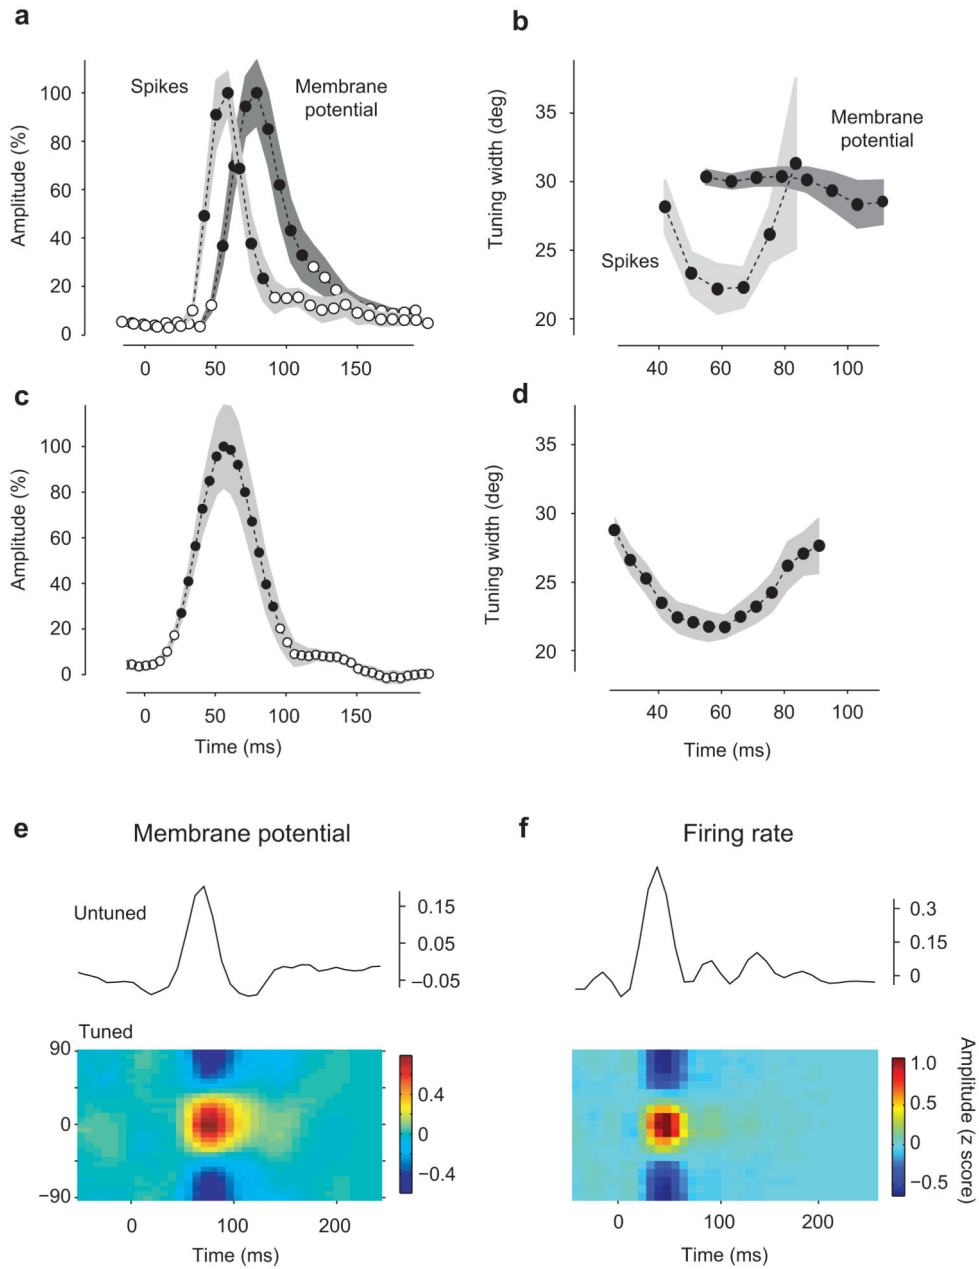 a
Spikes
Membrane
potential
Amplitude (%)
100
80
60
40
20
0
0 50 100 150
b
Tuning width (deg)
35
30
25
20
Membrane
potential
Spikes
40 60 80 100
c
Amplitude (%)
100
80
60
40
20
0
0 50 100 150
Time (ms)
d
Tuning width (deg)
35
30
25
20
40 60 80 100
Time (ms)
e
Membrane potential
Untuned
0.15
0.05
−0.05
Tuned
90
0
−90
0.4
0
−0.4
0 100 200
Time (ms)
f
Firing rate
0.3
0.15
0
1.0
0.5
0
−0.5
Amplitude (z score)
0 100 200
Time (ms)